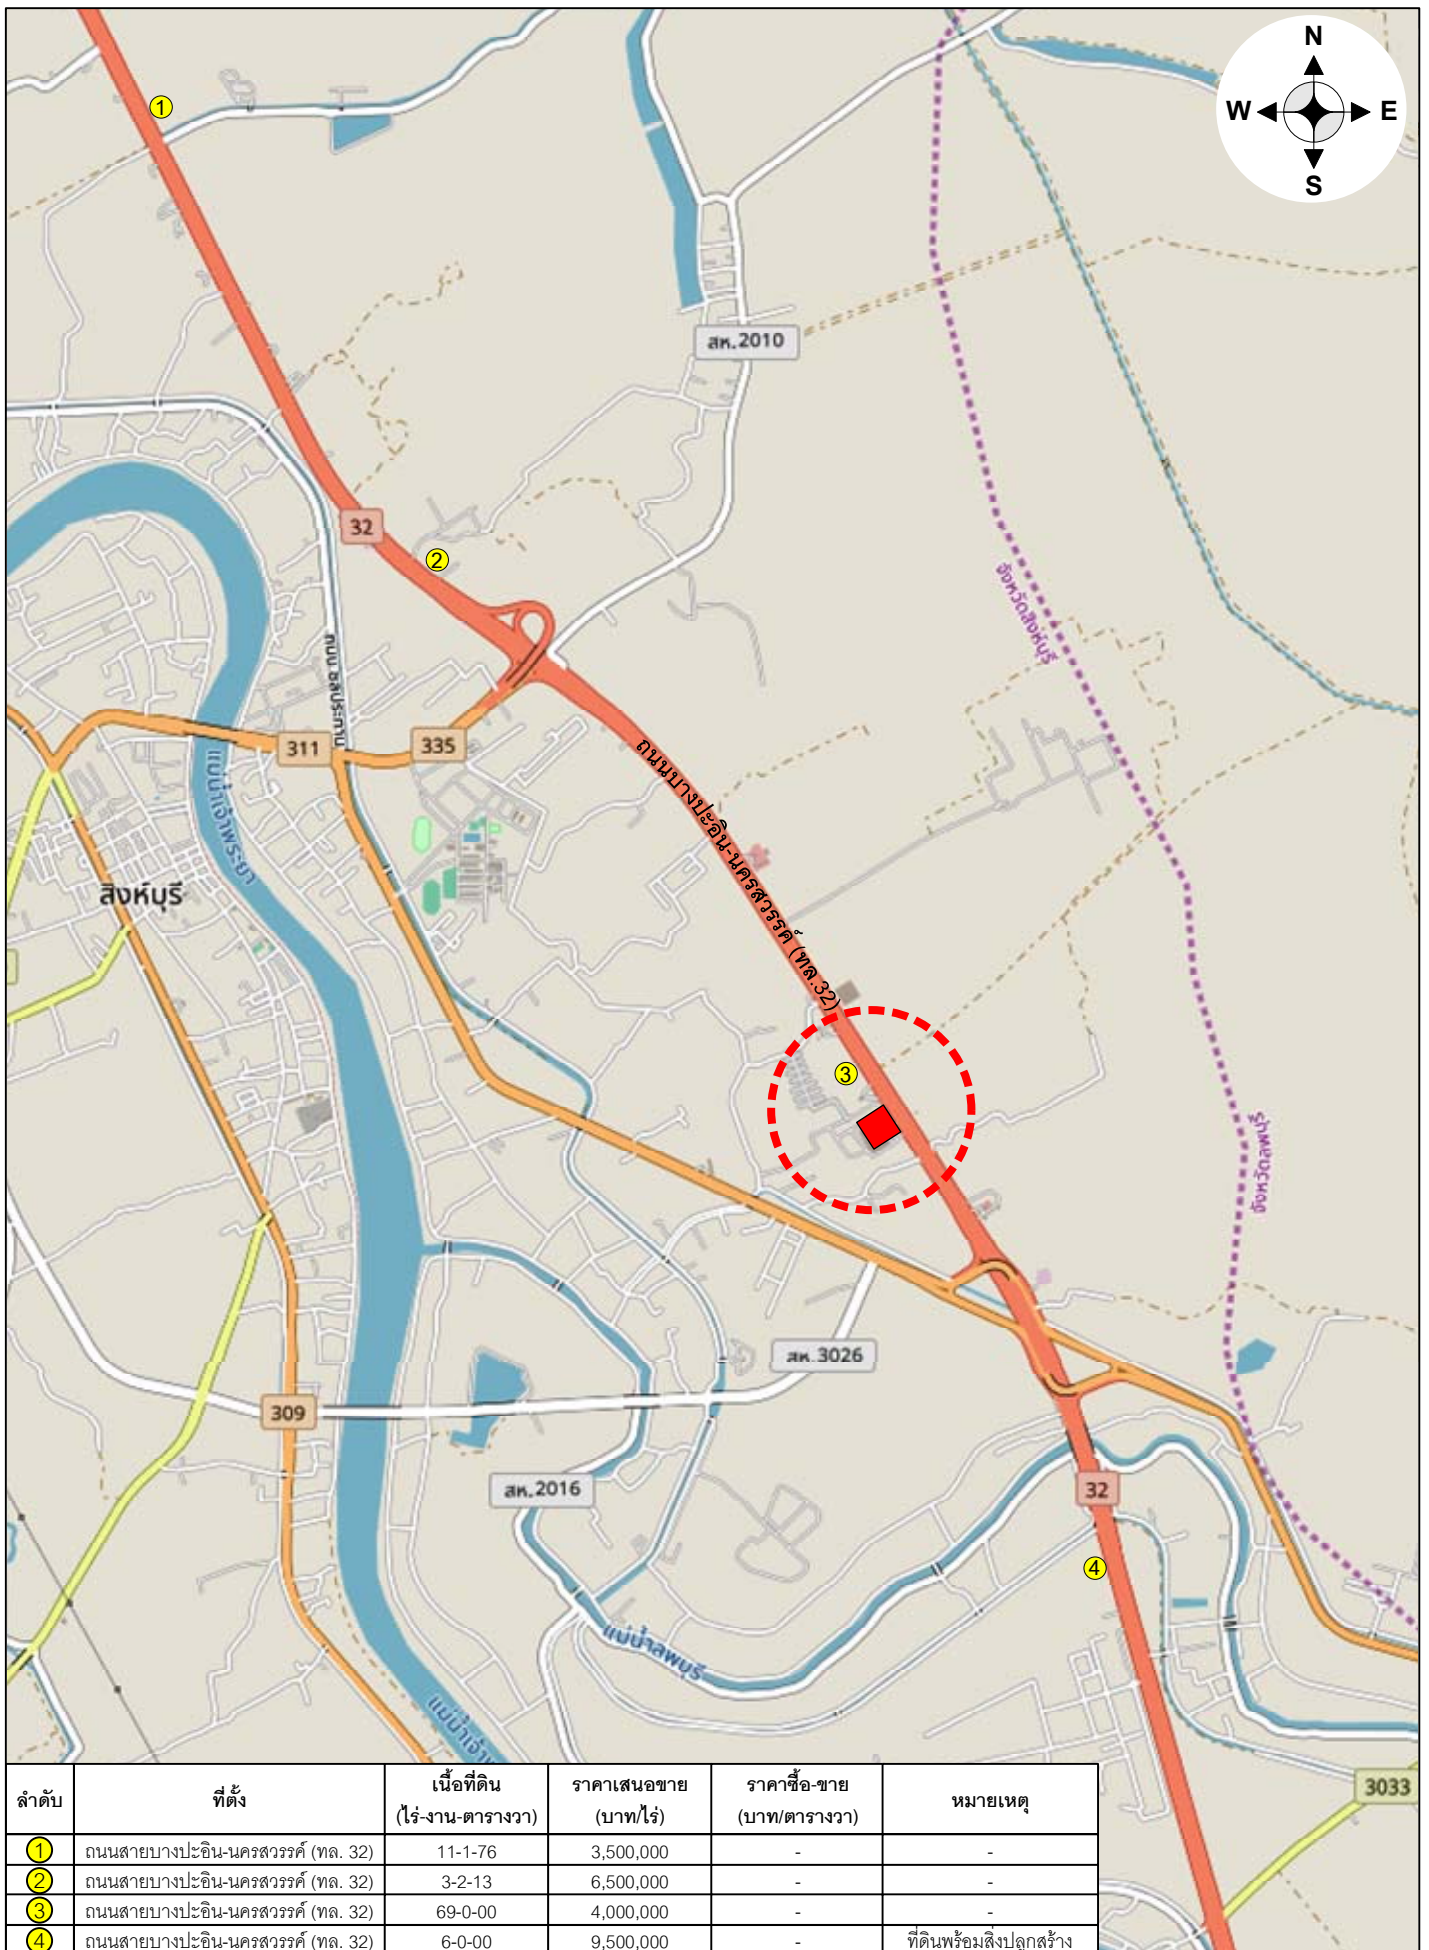 N
W E
S
1
สห.2010
32
2
จังหวัดสิงห์บุรี
ถนน ชลประทาน
311
335
ถนนบางปะอิน-นครสวรรค์ (ทล.32)
แม่น้ำเจ้าพระยา
สิงห์บุรี
3
จังหวัดลพบุรี
สห.3026
309
สห.2016
32
4
แม่น้ำลพบุรี
3033
ลำดับ ที่ตั้ง เนื้อที่ดิน (ไร่-งาน-ตารางวา) ราคาเสนอขาย (บาท/ไร่) ราคาซื้อ-ขาย (บาท/ตารางวา) หมายเหตุ
1 ถนนสายบางปะอิน-นครสวรรค์ (ทล. 32) 11-1-76 3,500,000 - -
2 ถนนสายบางปะอิน-นครสวรรค์ (ทล. 32) 3-2-13 6,500,000 - -
3 ถนนสายบางปะอิน-นครสวรรค์ (ทล. 32) 69-0-00 4,000,000 - -
4 ถนนสายบางปะอิน-นครสวรรค์ (ทล. 32) 6-0-00 9,500,000 - ที่ดินพร้อมสิ่งปลูกสร้าง